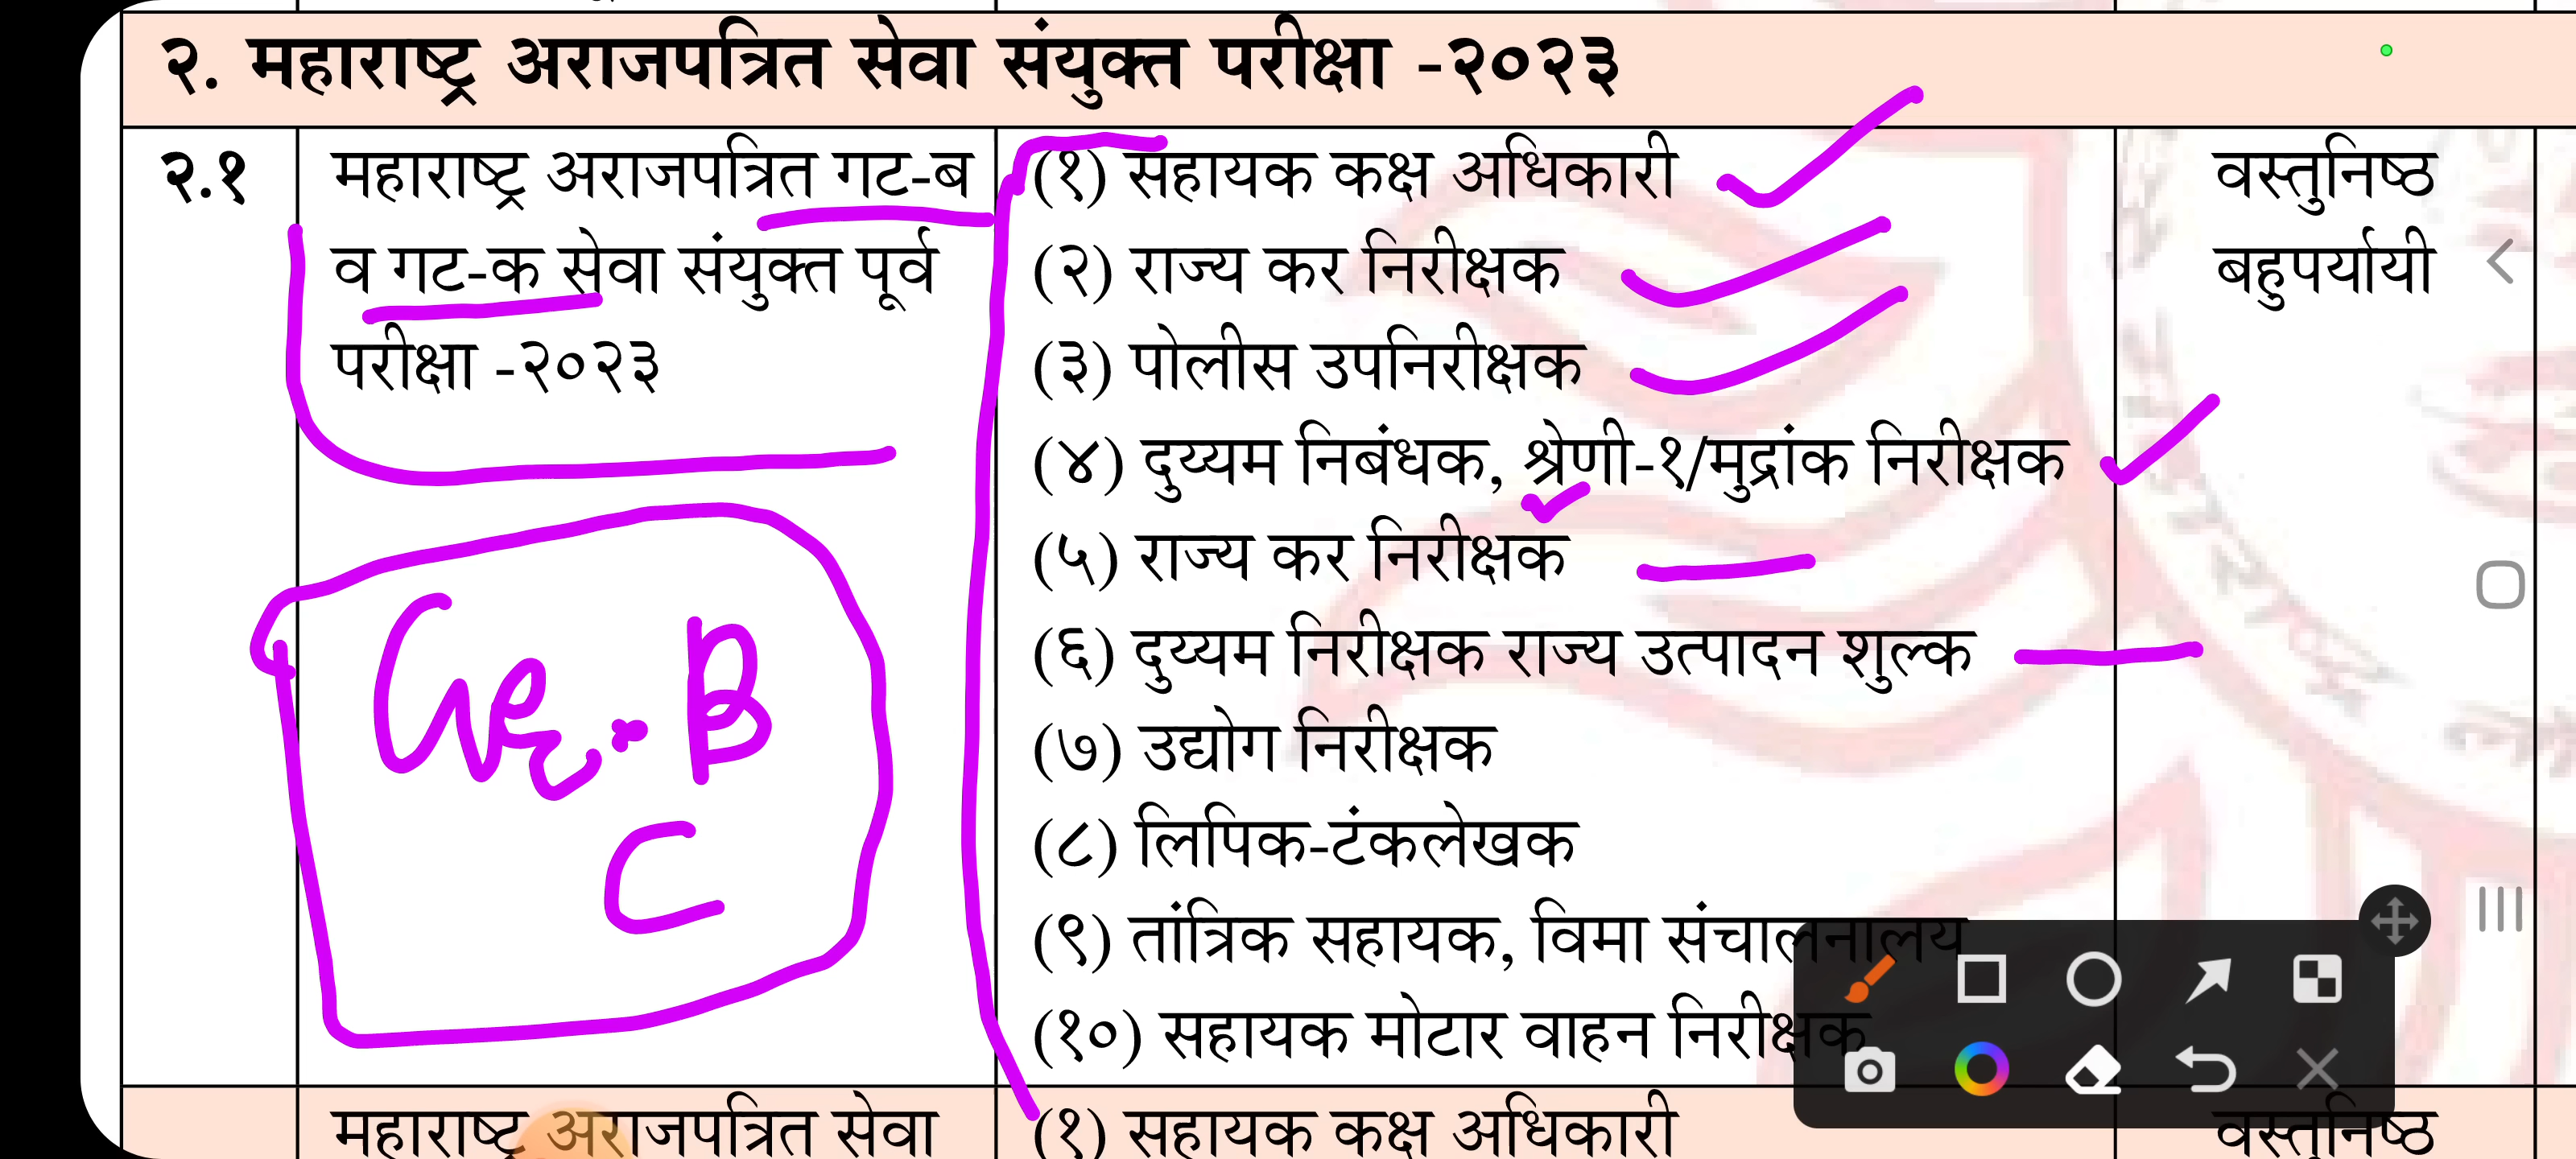 २. महाराष्ट्र अराजपत्रित सेवा संयुक्त परीक्षा -२०२३
२.१
महाराष्ट्र अराजपत्रित गट-ब
व गट-क सेवा संयुक्त पूर्व
परीक्षा -२०२३
Gr. B
C
(१) सहायक कक्ष अधिकारी
(२) राज्य कर निरीक्षक
(३) पोलीस उपनिरीक्षक
(४) दुय्यम निबंधक, श्रेणी-१/मुद्रांक निरीक्षक
(५) राज्य कर निरीक्षक
(६) दुय्यम निरीक्षक राज्य उत्पादन शुल्क
(७) उद्योग निरीक्षक
(८) लिपिक-टंकलेखक
(९) तांत्रिक सहायक, विमा संचालनालय
(१०) सहायक मोटार वाहन निरीक्षक
वस्तुनिष्ठ
बहुपर्यायी
महाराष्ट्र अराजपत्रित सेवा
(१) सहायक कक्ष अधिकारी
वस्तुनिष्ठ